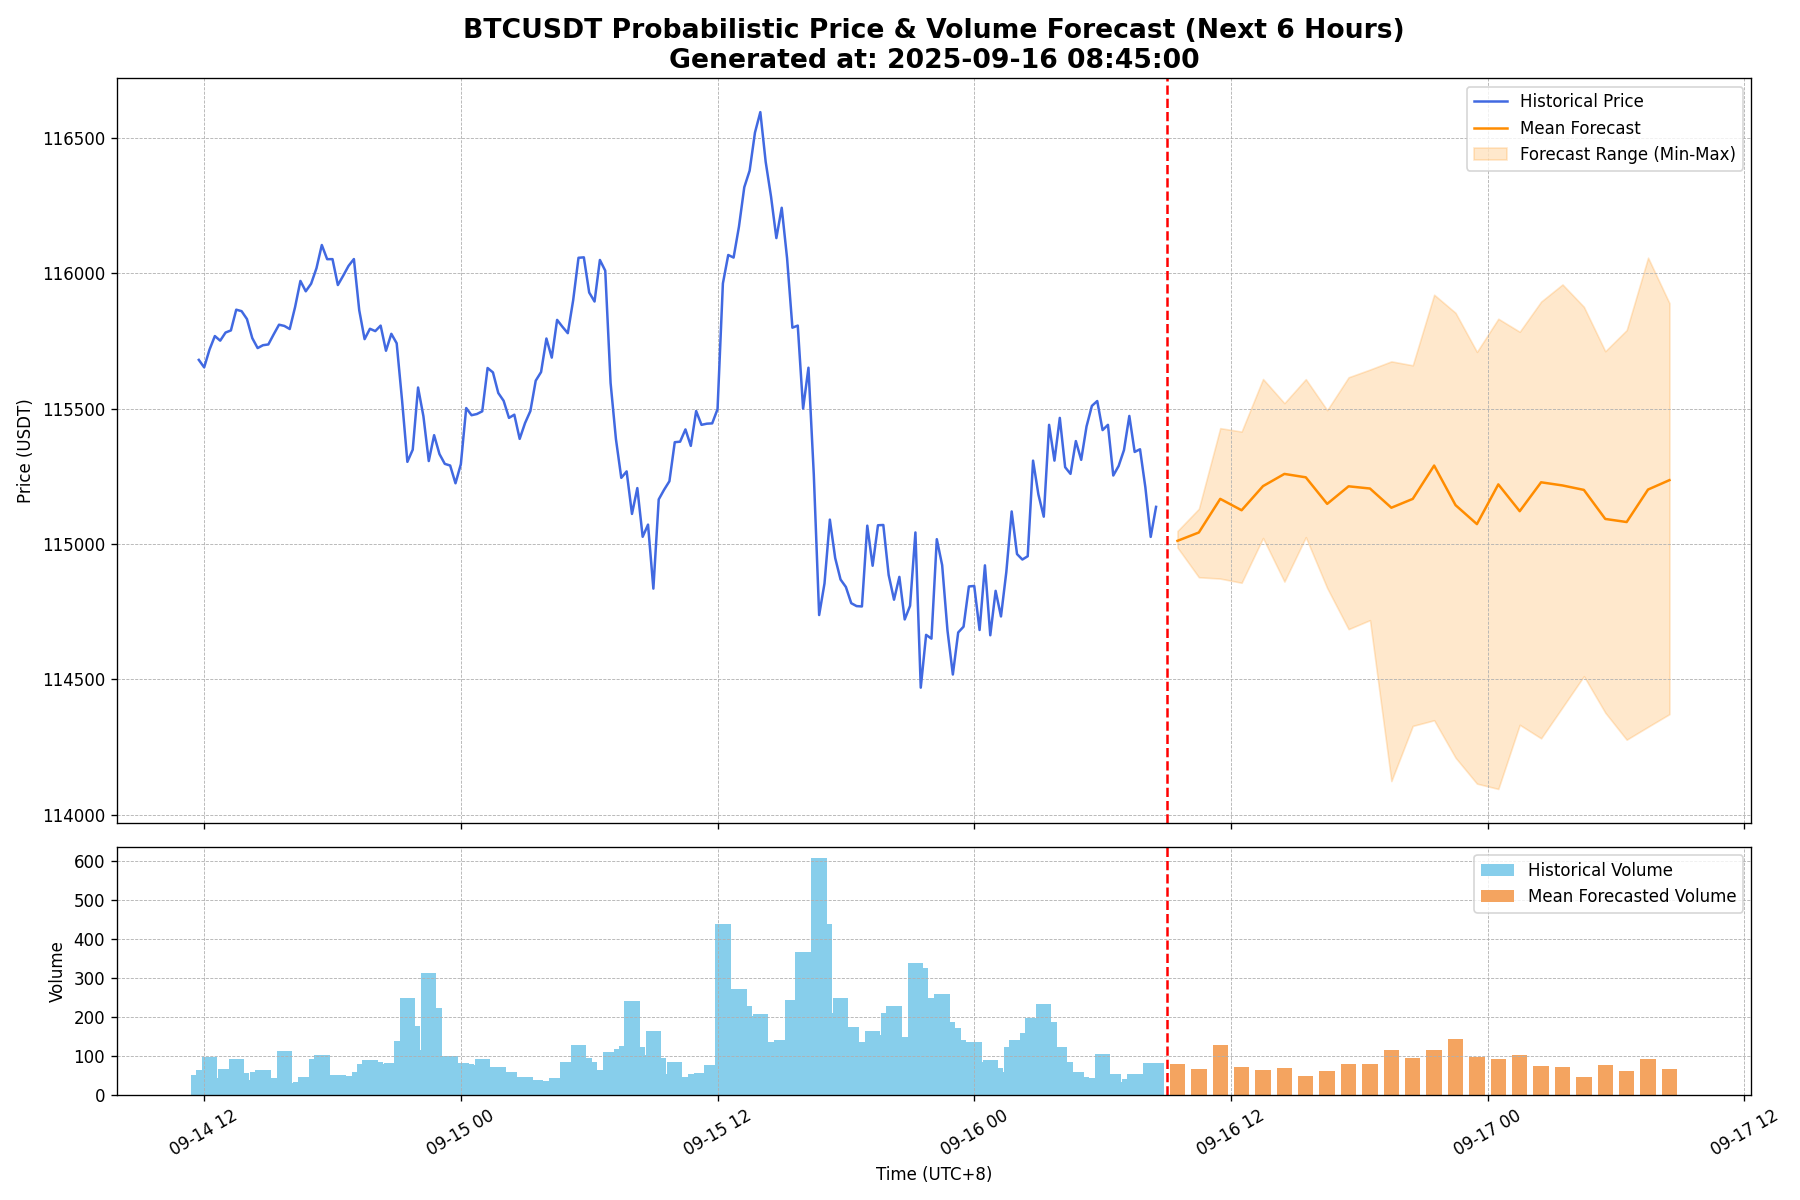 BTCUSDT Probabilistic Price & Volume Forecast (Next 6 Hours)
Generated at: 2025-09-16 08:45:00
Historical Price
Mean Forecast
Forecast Range (Min-Max)
116500
116000
115500
115000
114500
114000
Price (USDT)
Historical Volume
Mean Forecasted Volume
600
500
400
300
200
100
0
Volume
09-14 12
09-15 00
09-15 12
09-16 00
09-16 12
09-17 00
09-17 12
Time (UTC+8)